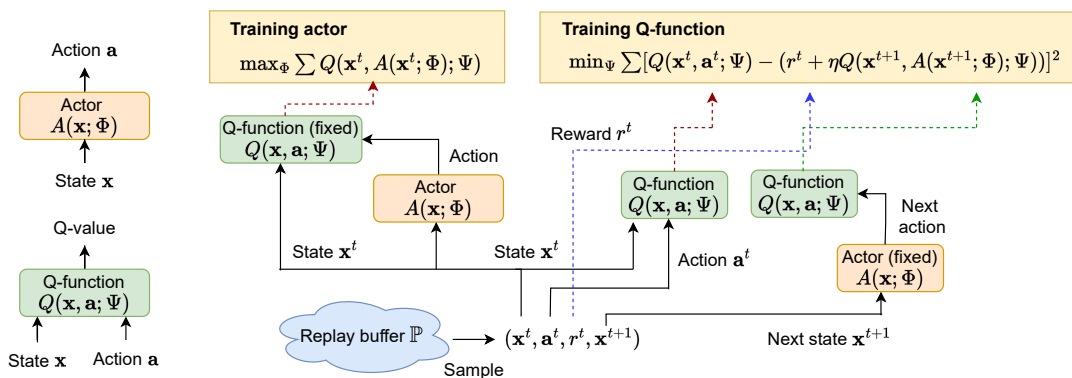 Action a
Actor
A(x; Φ)
State x
Q-value
Q-function
Q(x, a; Ψ)
State x
Action a
Training actor
max_Φ ∑ Q(x^t, A(x^t; Φ); Ψ)
Q-function (fixed)
Q(x, a; Ψ)
Action
Actor
A(x; Φ)
State x^t
Training Q-function
min_Ψ ∑[Q(x^t, a^t; Ψ) − (r^t + ηQ(x^{t+1}, A(x^{t+1}; Φ); Ψ))]^2
Reward r^t
Q-function
Q(x, a; Ψ)
Q-function
Q(x, a; Ψ)
Next
action
State x^t
Action a^t
Actor (fixed)
A(x; Φ)
Replay buffer ℙ
Sample
(x^t, a^t, r^t, x^{t+1})
Next state x^{t+1}